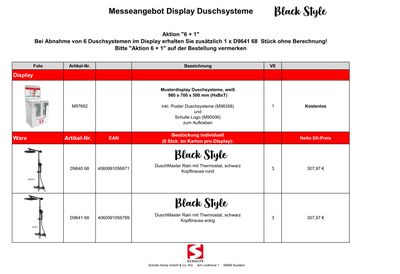 Messeangebot Display Duschsysteme Black Style
Aktion "6 + 1"
Bei Abnahme von 6 Duschsystemen im Display erhalten Sie zusätzlich 1 x D9641 68 Stück ohne Berechnung!
Bitte "Aktion 6 + 1" auf der Bestellung vermerken
Foto Artikel-Nr. Bezeichnung VE
Display
Musterdisplay Duschsysteme, weiß
980 x 700 x 500 mm (HxBxT)
M97662 inkl. Poster Duschsysteme (M98358) 1 Kostenlos
und
Schulte Logo (M95006)
zum Aufkleben
Ware Artikel-Nr. EAN Bestückung individuell Netto EK-Preis
(6 Stck. im Karton pro Display):
Black Style
D9640 68 4060991056871 DuschMaster Rain mit Thermostat, schwarz 3 307,97 €
Kopfbrause rund
Black Style
D9641 68 4060991056789 DuschMaster Rain mit Thermostat, schwarz 3 307,97 €
Kopfbrause eckig
SCHULTE
Schulte Home GmbH & Co. KG
59846 Sundern